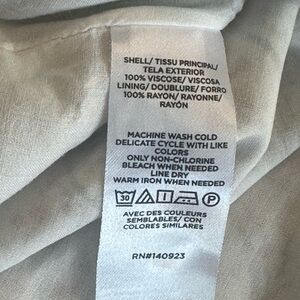 SHELL/ TISSU PRINCIPAL/
TELA EXTERIOR
100% VISCOSE/ VISCOSA
LINING/ DOUBLURE/ FORRO
100% RAYON/ RAYONNE/
RAYÓN
MACHINE WASH COLD
DELICATE CYCLE WITH LIKE
COLORS
ONLY NON-CHLORINE
BLEACH WHEN NEEDED
LINE DRY
WARM IRON WHEN NEEDED
30 P
AVEC DES COULEURS
SEMBLABLES/ CON
COLORES SIMILARES
RN#140923